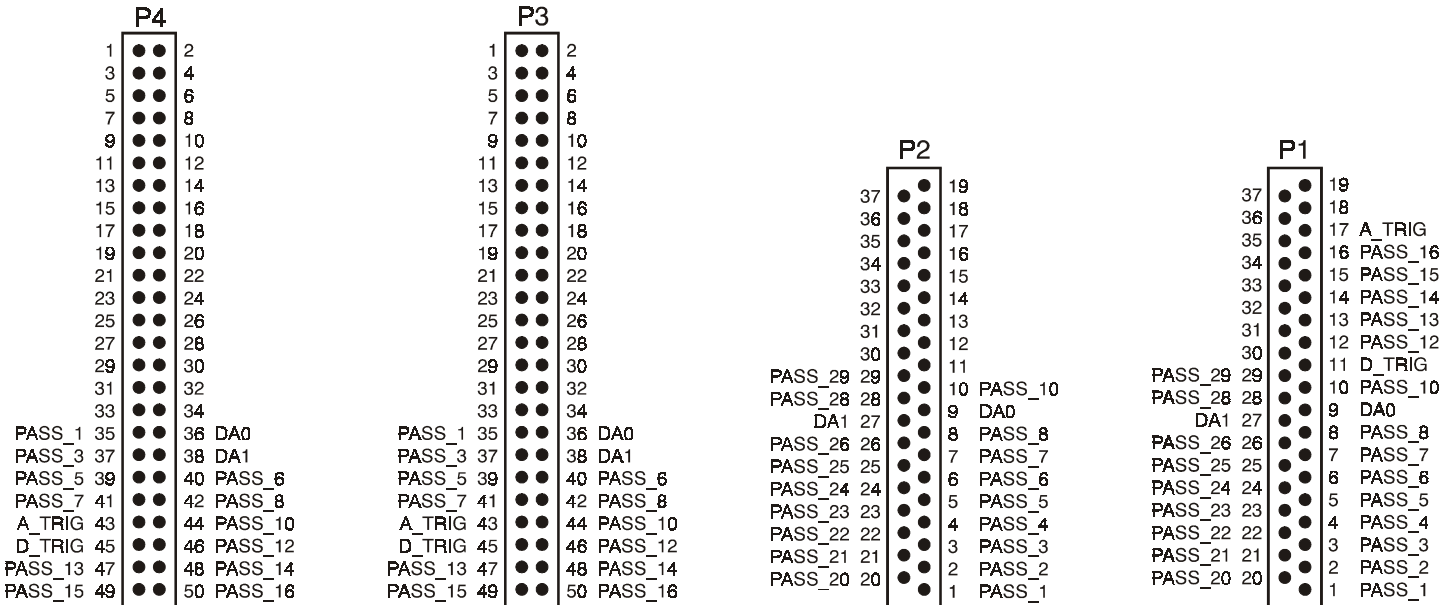 P4
1 2
3 4
5 6
7 8
9 10
11 12
13 14
15 16
17 18
19 20
21 22
23 24
25 26
27 28
29 30
31 32
33 34
PASS_1 35 36 DA0
PASS_3 37 38 DA1
PASS_5 39 40 PASS_6
PASS_7 41 42 PASS_8
A_TRIG 43 44 PASS_10
D_TRIG 45 46 PASS_12
PASS_13 47 48 PASS_14
PASS_15 49 50 PASS_16
P3
1 2
3 4
5 6
7 8
9 10
11 12
13 14
15 16
17 18
19 20
21 22
23 24
25 26
27 28
29 30
31 32
33 34
PASS_1 35 36 DA0
PASS_3 37 38 DA1
PASS_5 39 40 PASS_6
PASS_7 41 42 PASS_8
A_TRIG 43 44 PASS_10
D_TRIG 45 46 PASS_12
PASS_13 47 48 PASS_14
PASS_15 49 50 PASS_16
P2
37 19
36 18
35 17
34 16
33 15
32 14
31 13
30 12
PASS_29 29 11
PASS_28 28 10 PASS_10
DA1 27 9 DA0
PASS_26 26 8 PASS_8
PASS_25 25 7 PASS_7
PASS_24 24 6 PASS_6
PASS_23 23 5 PASS_5
PASS_22 22 4 PASS_4
PASS_21 21 3 PASS_3
PASS_20 20 2 PASS_2
1 PASS_1
P1
37 19
36 18
35 17 A_TRIG
34 16 PASS_16
33 15 PASS_15
32 14 PASS_14
31 13 PASS_13
30 12 PASS_12
PASS_29 29 11 D_TRIG
PASS_28 28 10 PASS_10
DA1 27 9 DA0
PASS_26 26 8 PASS_8
PASS_25 25 7 PASS_7
PASS_24 24 6 PASS_6
PASS_23 23 5 PASS_5
PASS_22 22 4 PASS_4
PASS_21 21 3 PASS_3
PASS_20 20 2 PASS_2
1 PASS_1